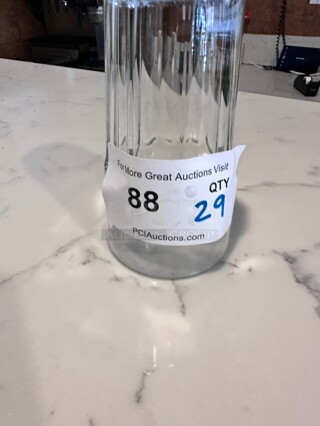 For More Great Auctions Visit
88 QTY
29
PCIAuctions.com